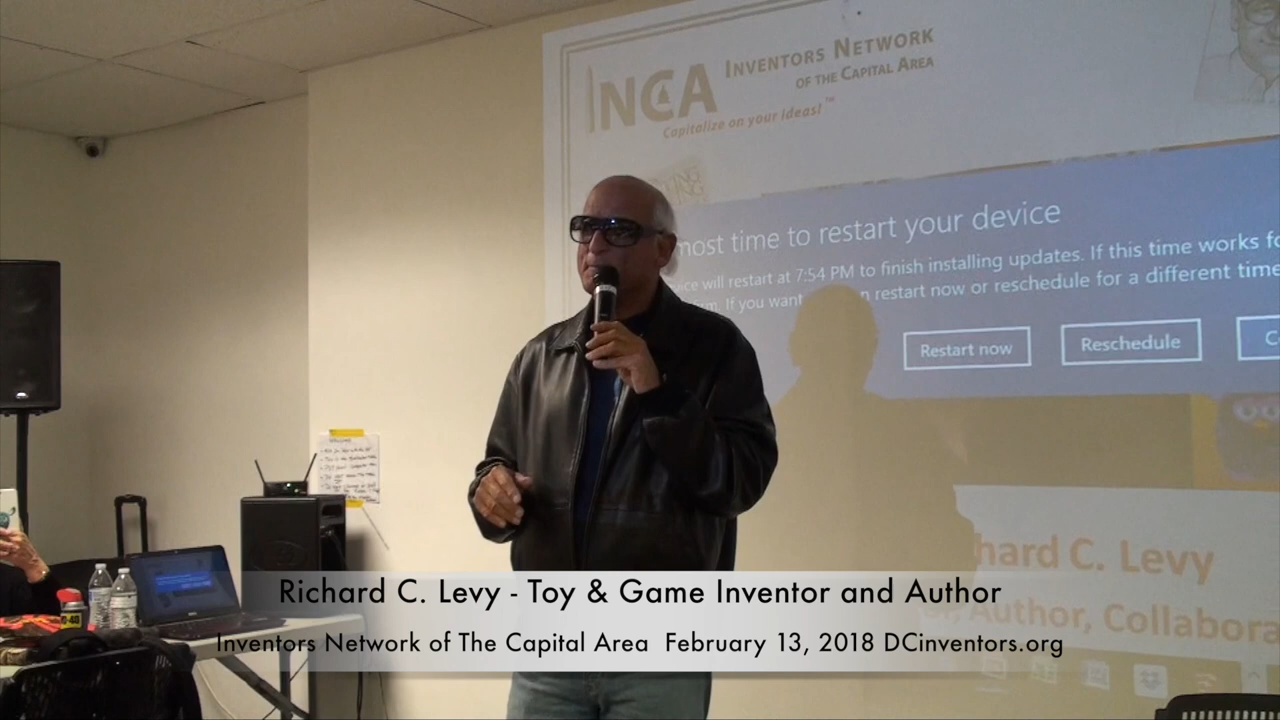 INCA INVENTORS NETWORK
OF THE CAPITAL AREA
Capitalize on your ideas! ™
most time to restart your device
vice will restart at 7:54 PM to finish installing updates. If this time works fo
firm. If you want restart now or reschedule for a different time
Restart now
Reschedule
C
hard C. Levy
Author, Collabora
Richard C. Levy - Toy & Game Inventor and Author
Inventors Network of The Capital Area February 13, 2018 DCinventors.org